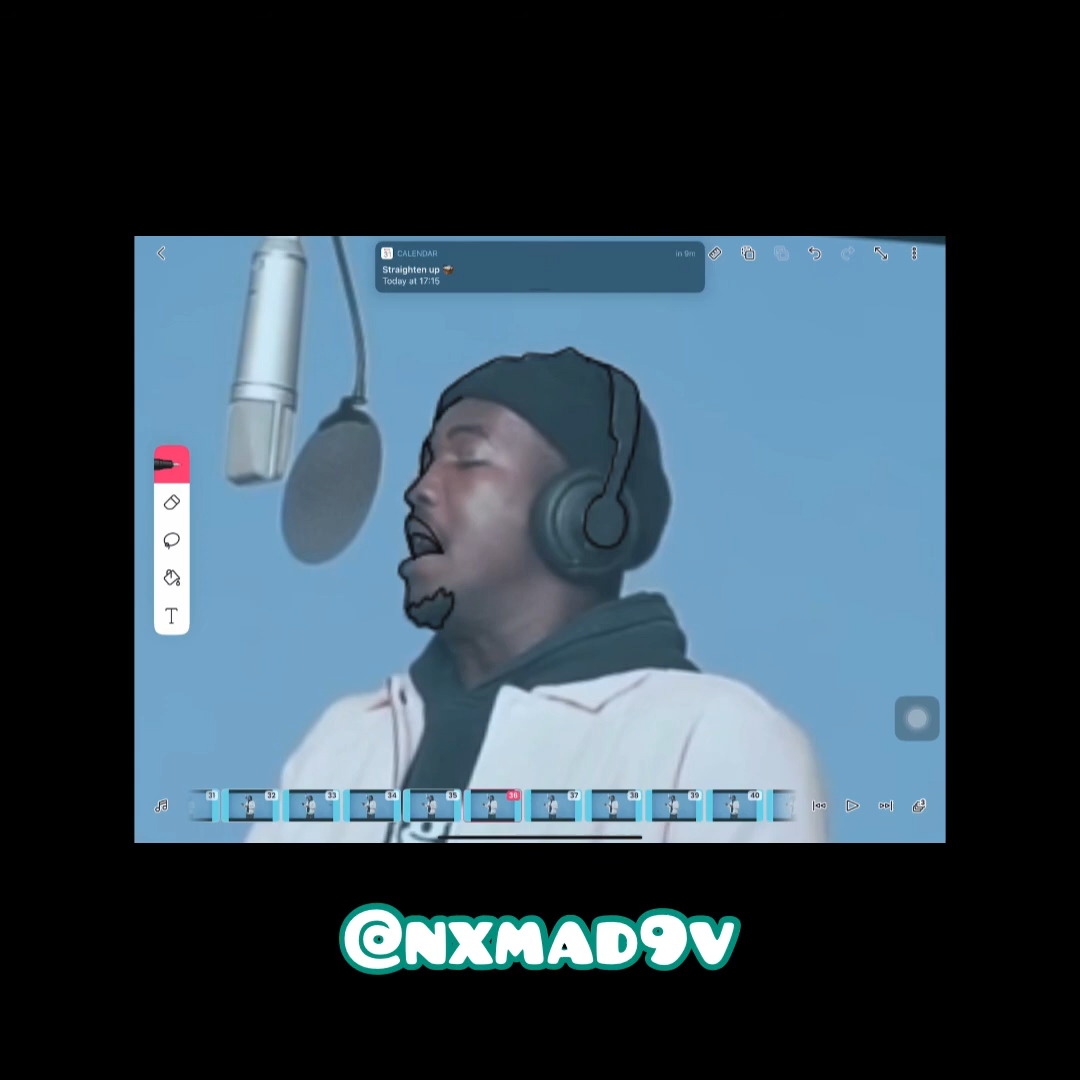 CALENDAR in 9m
Straighten up
Today at 17:15
T
31 32 33 34 35 36 37 38 39 40
@NXMAD9V